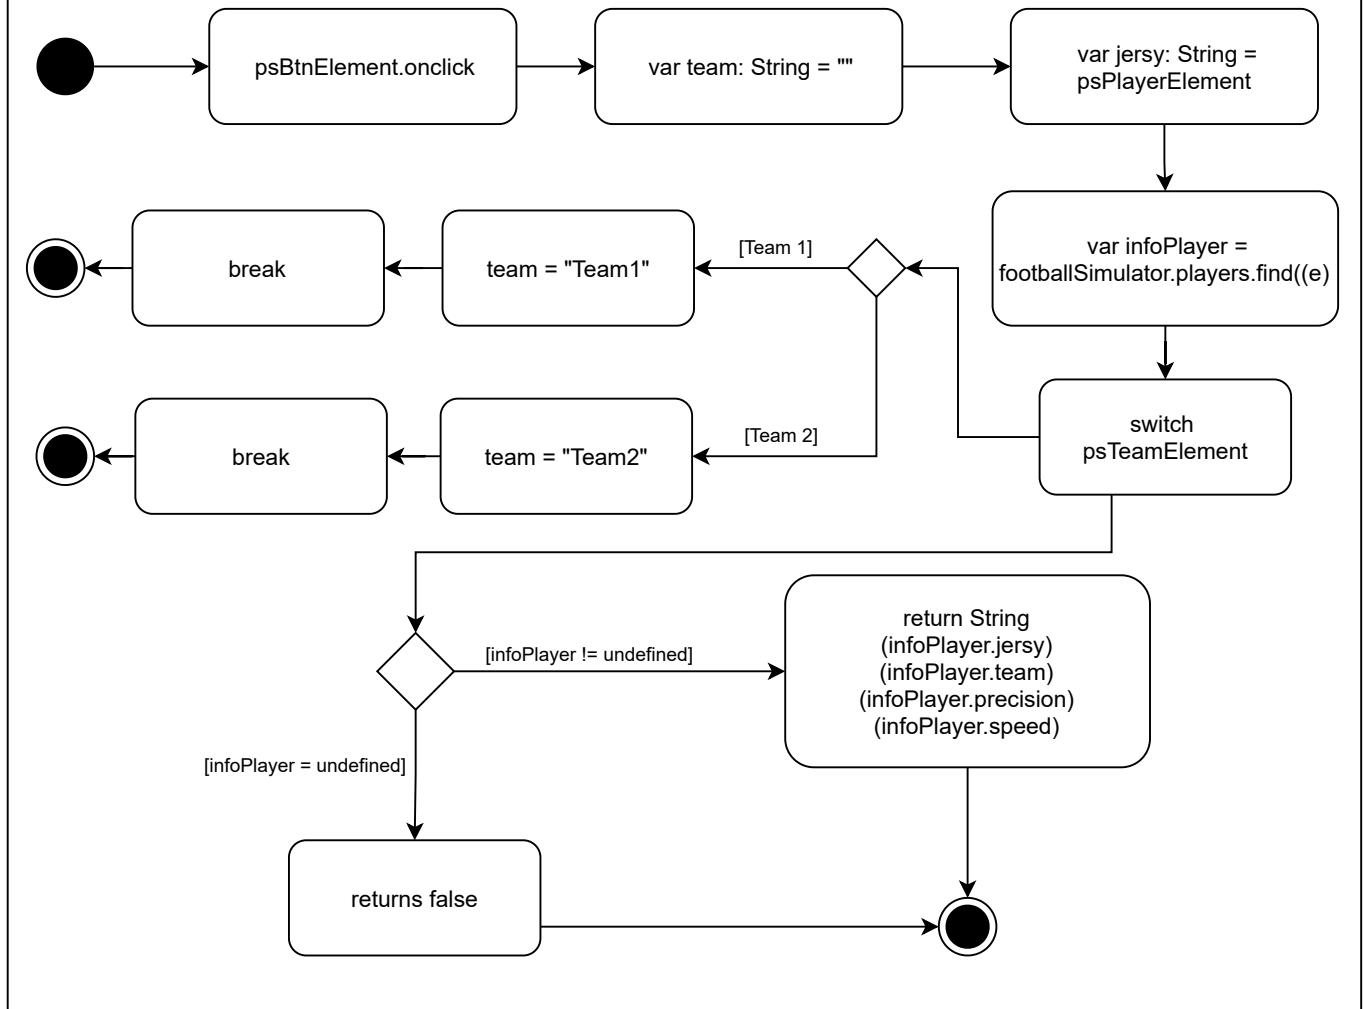 psBtnElement.onclick
var team: String = ""
var jersy: String =
psPlayerElement
var infoPlayer =
footballSimulator.players.find((e)
switch
psTeamElement
[Team 1]
team = "Team1"
break
[Team 2]
team = "Team2"
break
[infoPlayer != undefined]
return String
(infoPlayer.jersy)
(infoPlayer.team)
(infoPlayer.precision)
(infoPlayer.speed)
[infoPlayer = undefined]
returns false